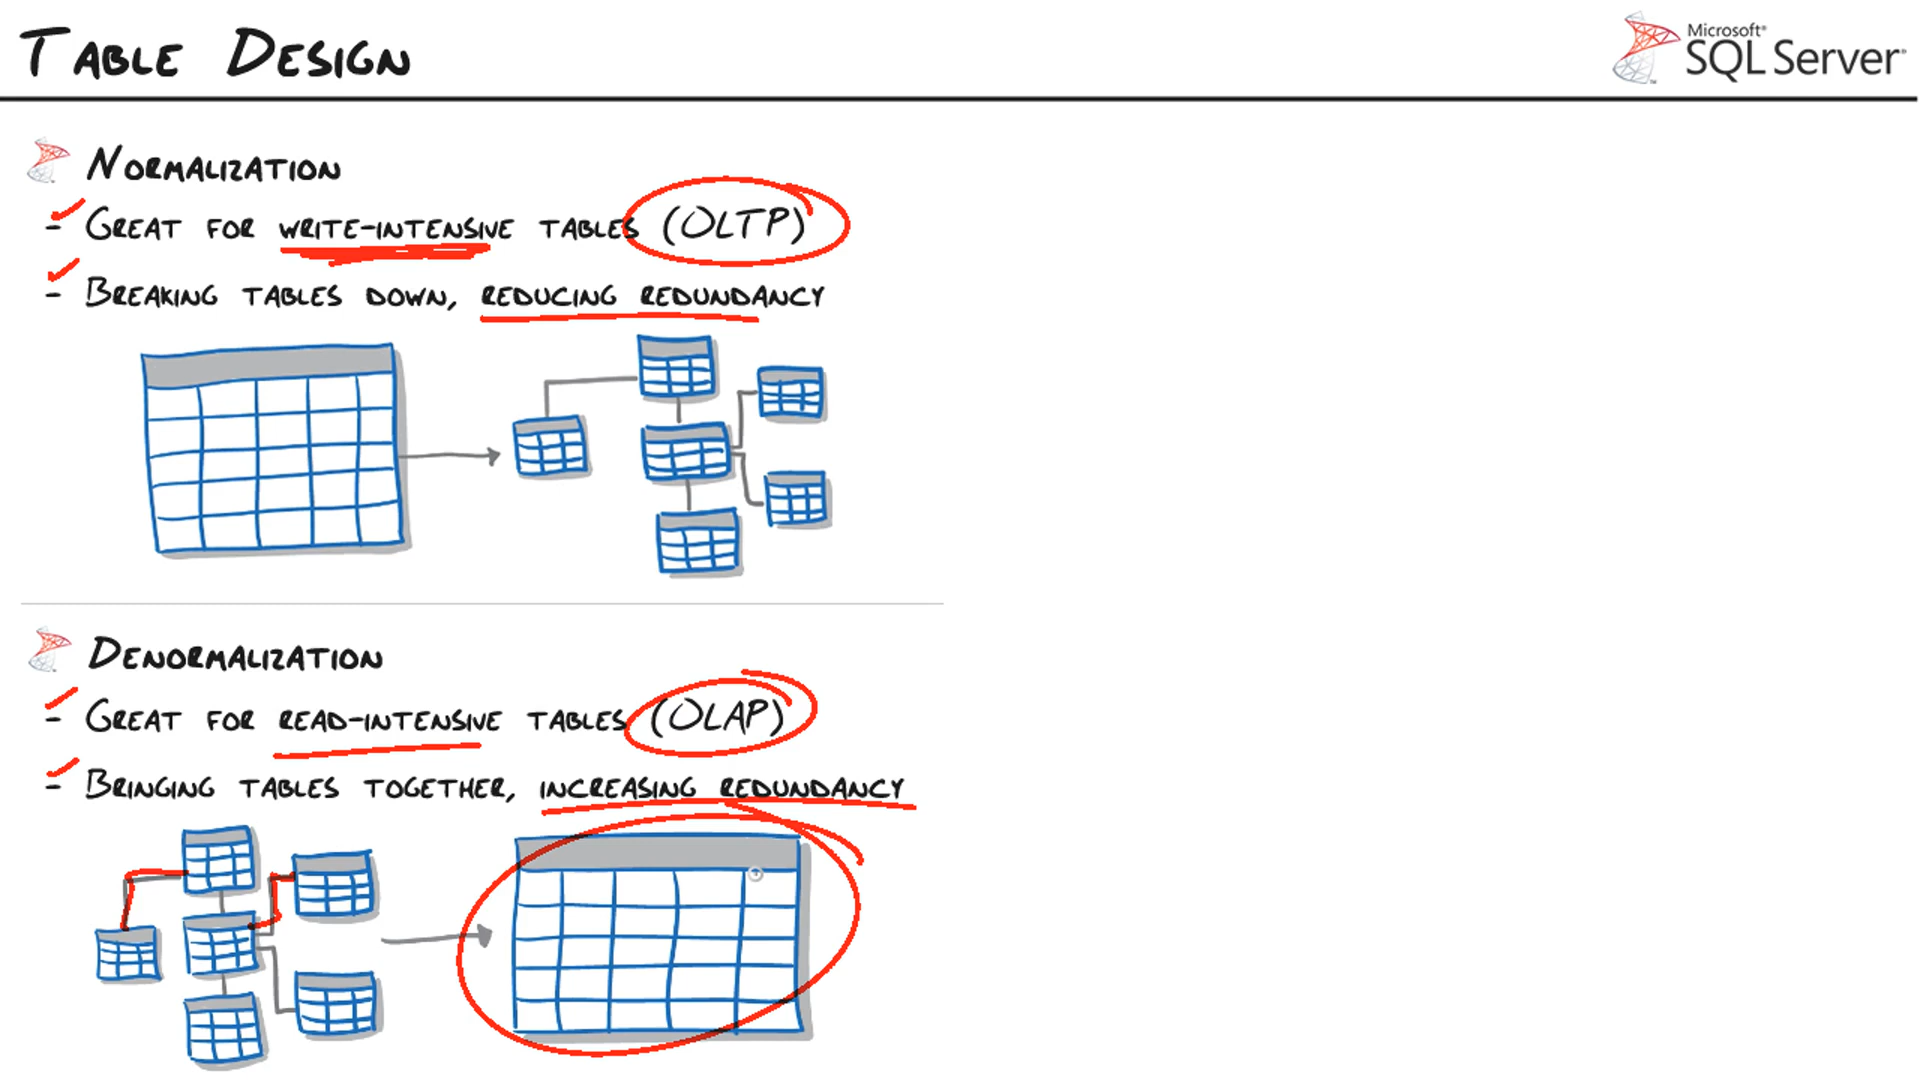 TABLE DESIGN
Microsoft®
SQL Server®
NORMALIZATION
- GREAT FOR WRITE-INTENSIVE TABLES (OLTP)
- BREAKING TABLES DOWN, REDUCING REDUNDANCY
DENORMALIZATION
- GREAT FOR READ-INTENSIVE TABLES (OLAP)
- BRINGING TABLES TOGETHER, INCREASING REDUNDANCY